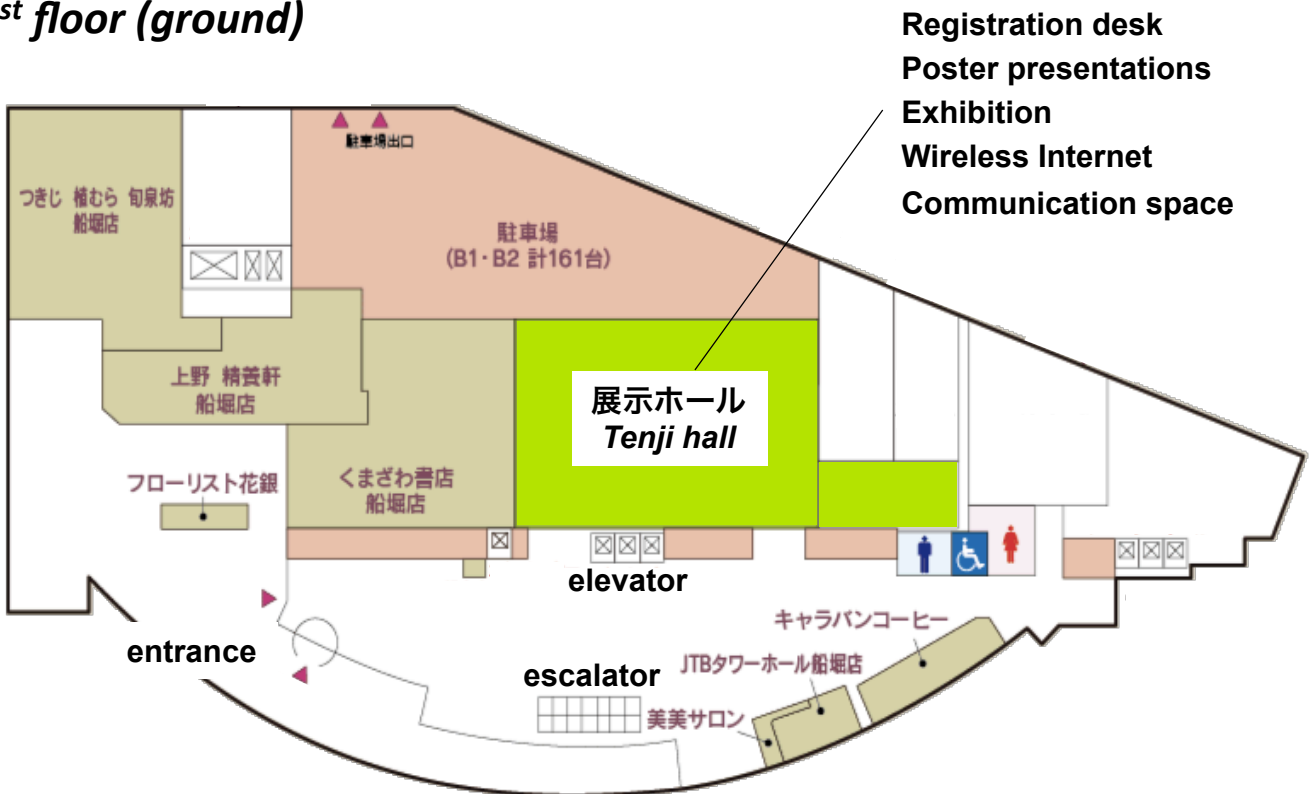 st floor (ground)
Registration desk
Poster presentations
Exhibition
Wireless Internet
Communication space
駐車場出口
つきじ 植むら 旬泉坊
船堀店
駐車場
(B1・B2 計161台)
上野 精養軒
船堀店
展示ホール
Tenji hall
フローリスト花銀
くまざわ書店
船堀店
elevator
entrance
キャラバンコーヒー
escalator
JTBタワーホール船堀店
美美サロン